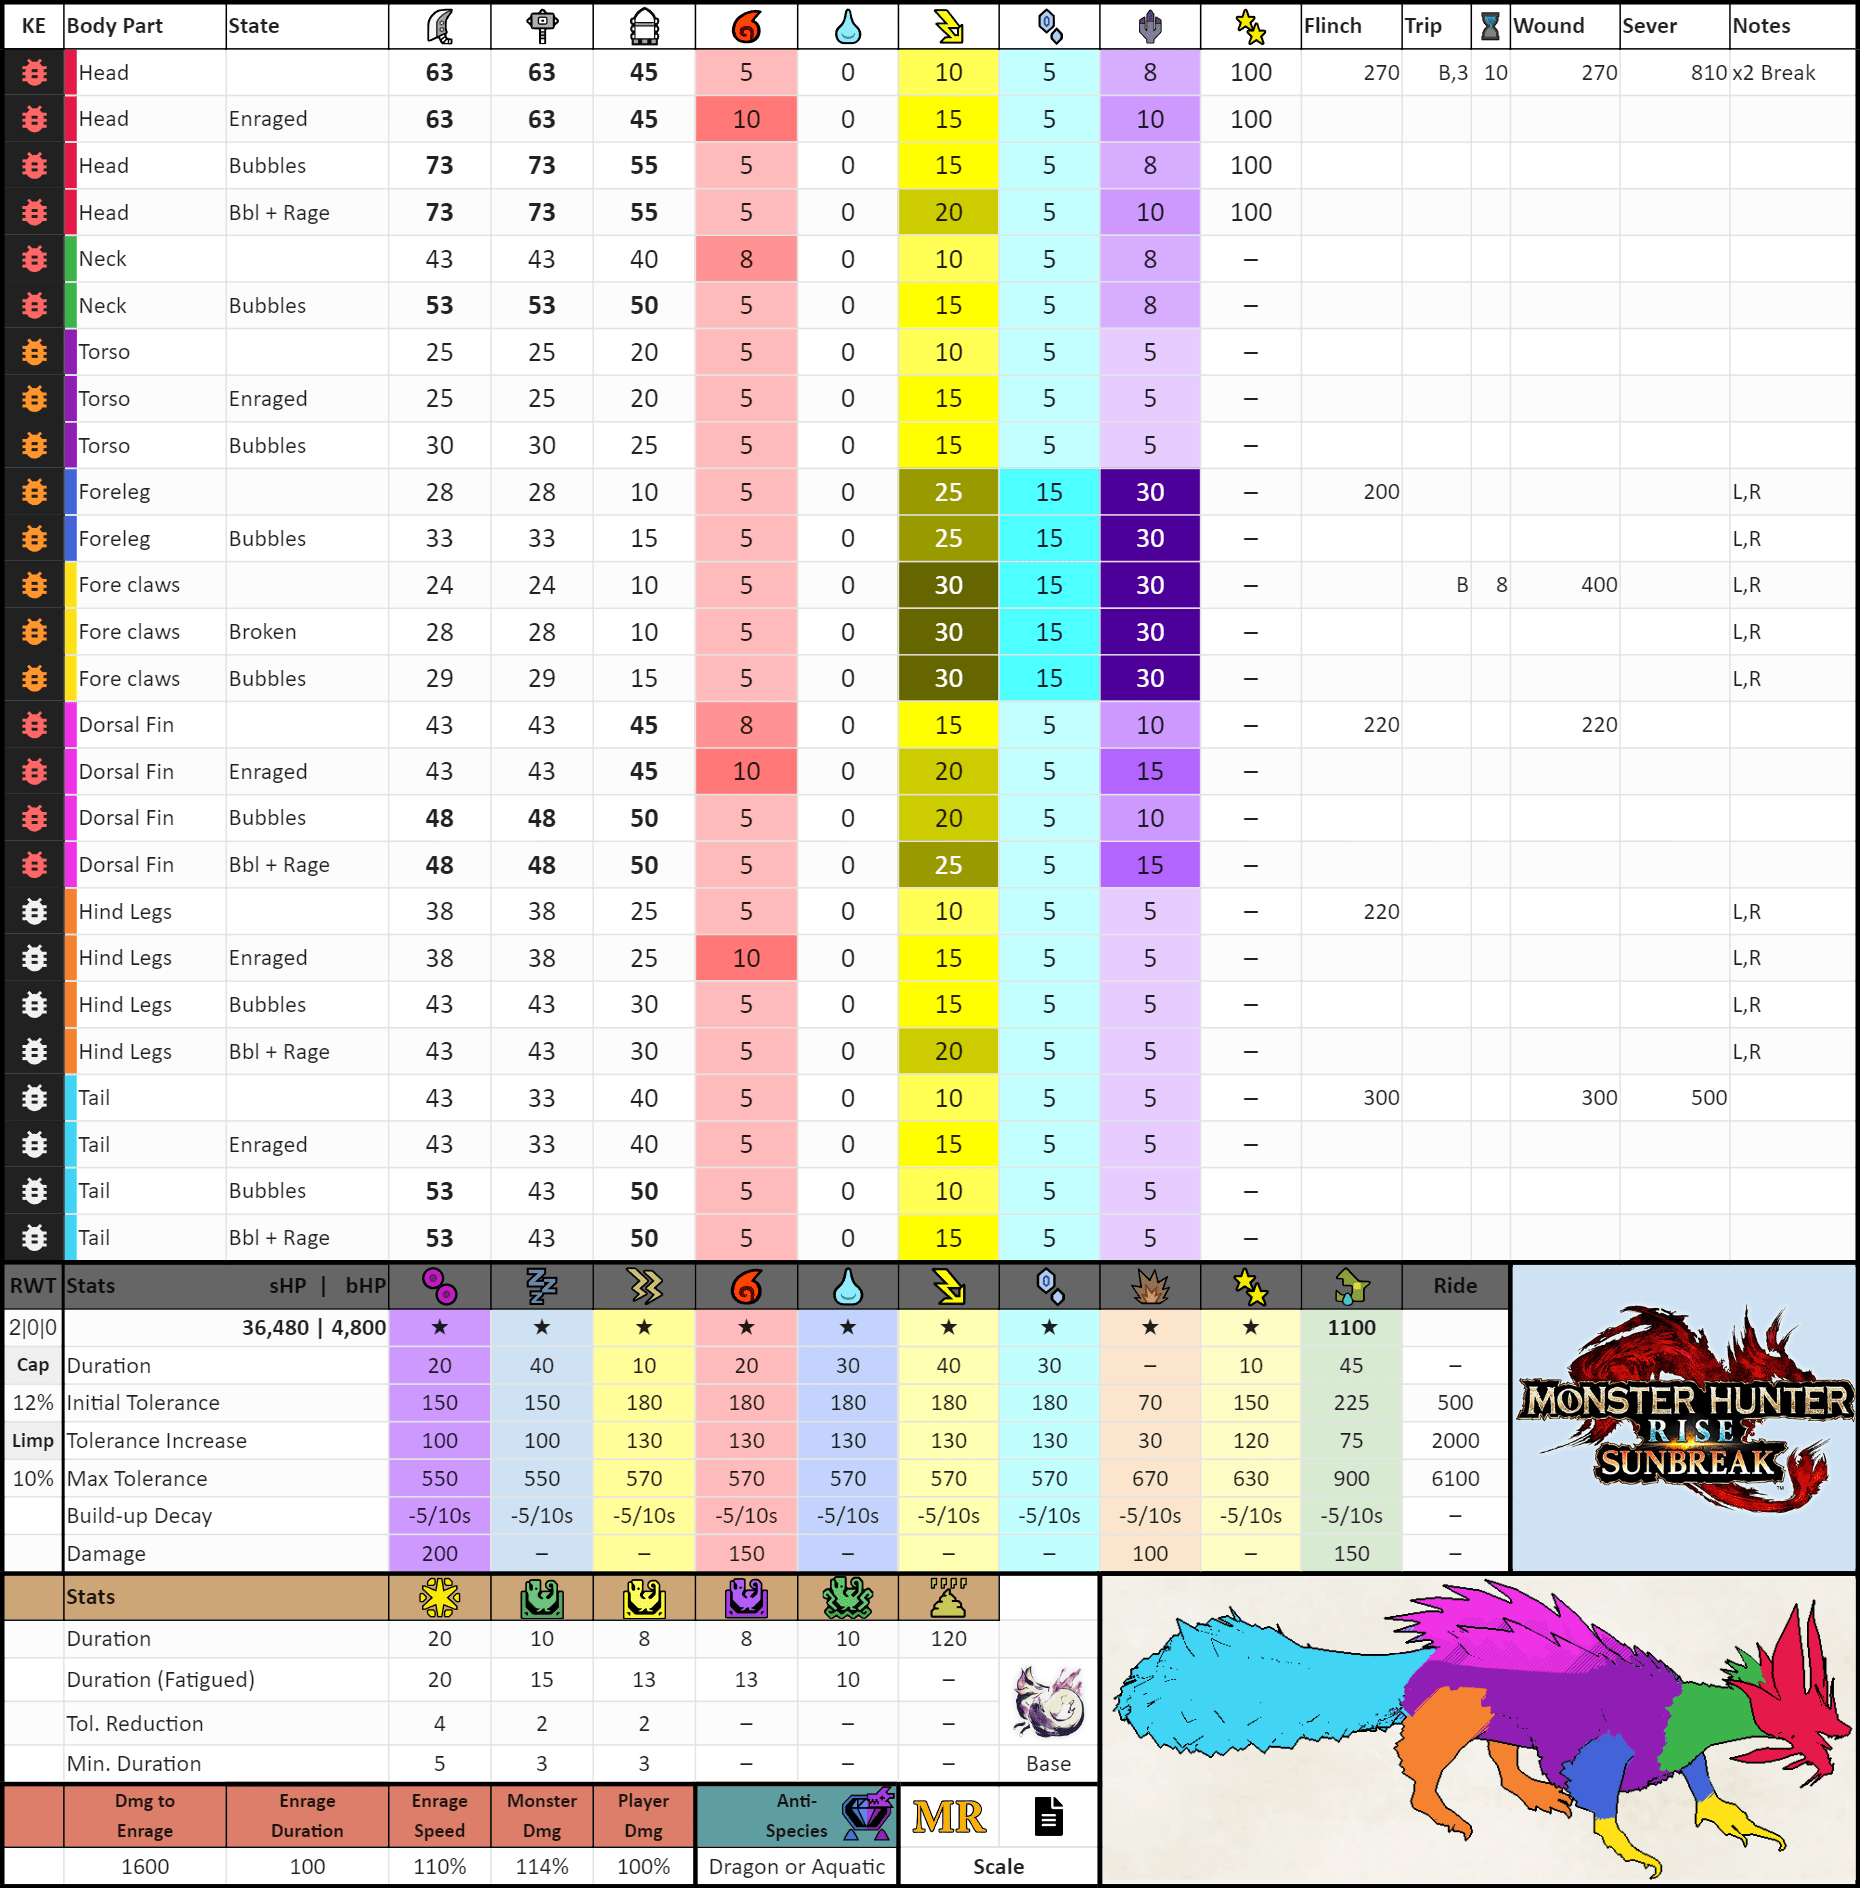 KE Body Part State Flinch Trip Wound Sever Notes
Head 63 63 45 5 0 10 5 8 100 270 B,3 10 270 810 x2 Break
Head Enraged 63 63 45 10 0 15 5 10 100
Head Bubbles 73 73 55 5 0 15 5 8 100
Head Bbl + Rage 73 73 55 5 0 20 5 10 100
Neck 43 43 40 8 0 10 5 8 –
Neck Bubbles 53 53 50 5 0 15 5 8 –
Torso 25 25 20 5 0 10 5 5 –
Torso Enraged 25 25 20 5 0 15 5 5 –
Torso Bubbles 30 30 25 5 0 15 5 5 –
Foreleg 28 28 10 5 0 25 15 30 – 200 L,R
Foreleg Bubbles 33 33 15 5 0 25 15 30 – L,R
Fore claws 24 24 10 5 0 30 15 30 – B 8 400 L,R
Fore claws Broken 28 28 10 5 0 30 15 30 – L,R
Fore claws Bubbles 29 29 15 5 0 30 15 30 – L,R
Dorsal Fin 43 43 45 8 0 15 5 10 – 220 220
Dorsal Fin Enraged 43 43 45 10 0 20 5 15 –
Dorsal Fin Bubbles 48 48 50 5 0 20 5 10 –
Dorsal Fin Bbl + Rage 48 48 50 5 0 25 5 15 –
Hind Legs 38 38 25 5 0 10 5 5 – 220 L,R
Hind Legs Enraged 38 38 25 10 0 15 5 5 – L,R
Hind Legs Bubbles 43 43 30 5 0 15 5 5 – L,R
Hind Legs Bbl + Rage 43 43 30 5 0 20 5 5 – L,R
Tail 43 33 40 5 0 10 5 5 – 300 300 500
Tail Enraged 43 33 40 5 0 15 5 5 –
Tail Bubbles 53 43 50 5 0 10 5 5 –
Tail Bbl + Rage 53 43 50 5 0 15 5 5 –
RWT Stats sHP | bHP Ride
2|0|0 36,480 | 4,800 ★ ★ ★ ★ ★ ★ ★ ★ ★ 1100
Cap Duration 20 40 10 20 30 40 30 – 10 45 –
12% Initial Tolerance 150 150 180 180 180 180 180 70 150 225 500
Limp Tolerance Increase 100 100 130 130 130 130 130 30 120 75 2000
10% Max Tolerance 550 550 570 570 570 570 570 670 630 900 6100
Build-up Decay -5/10s -5/10s -5/10s -5/10s -5/10s -5/10s -5/10s -5/10s -5/10s -5/10s –
Damage 200 – – 150 – – – 100 – 150 –
MONSTER HUNTER
RISE
SUNBREAK
™
Stats
Duration 20 10 8 8 10 120
Duration (Fatigued) 20 15 13 13 10 –
Tol. Reduction 4 2 2 – – –
Min. Duration 5 3 3 – – – Base
Dmg to Enrage Enrage Monster Player Anti- MR
Enrage Duration Speed Dmg Dmg Species
1600 100 110% 114% 100% Dragon or Aquatic Scale